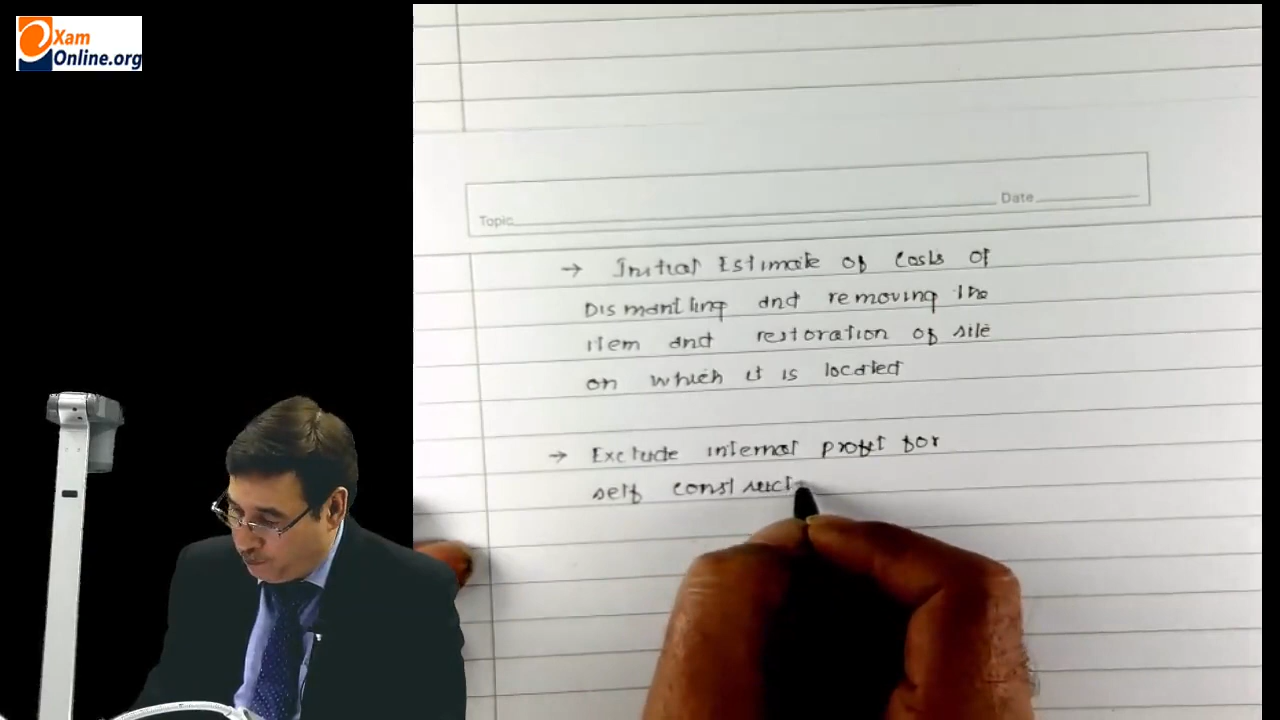 Xam
Online.org
Topic
Date
→ Initial Estimate of Costs of
Dismantling and removing the
item and restoration of site
on which it is located
→ Exclude internal profit for
self construct